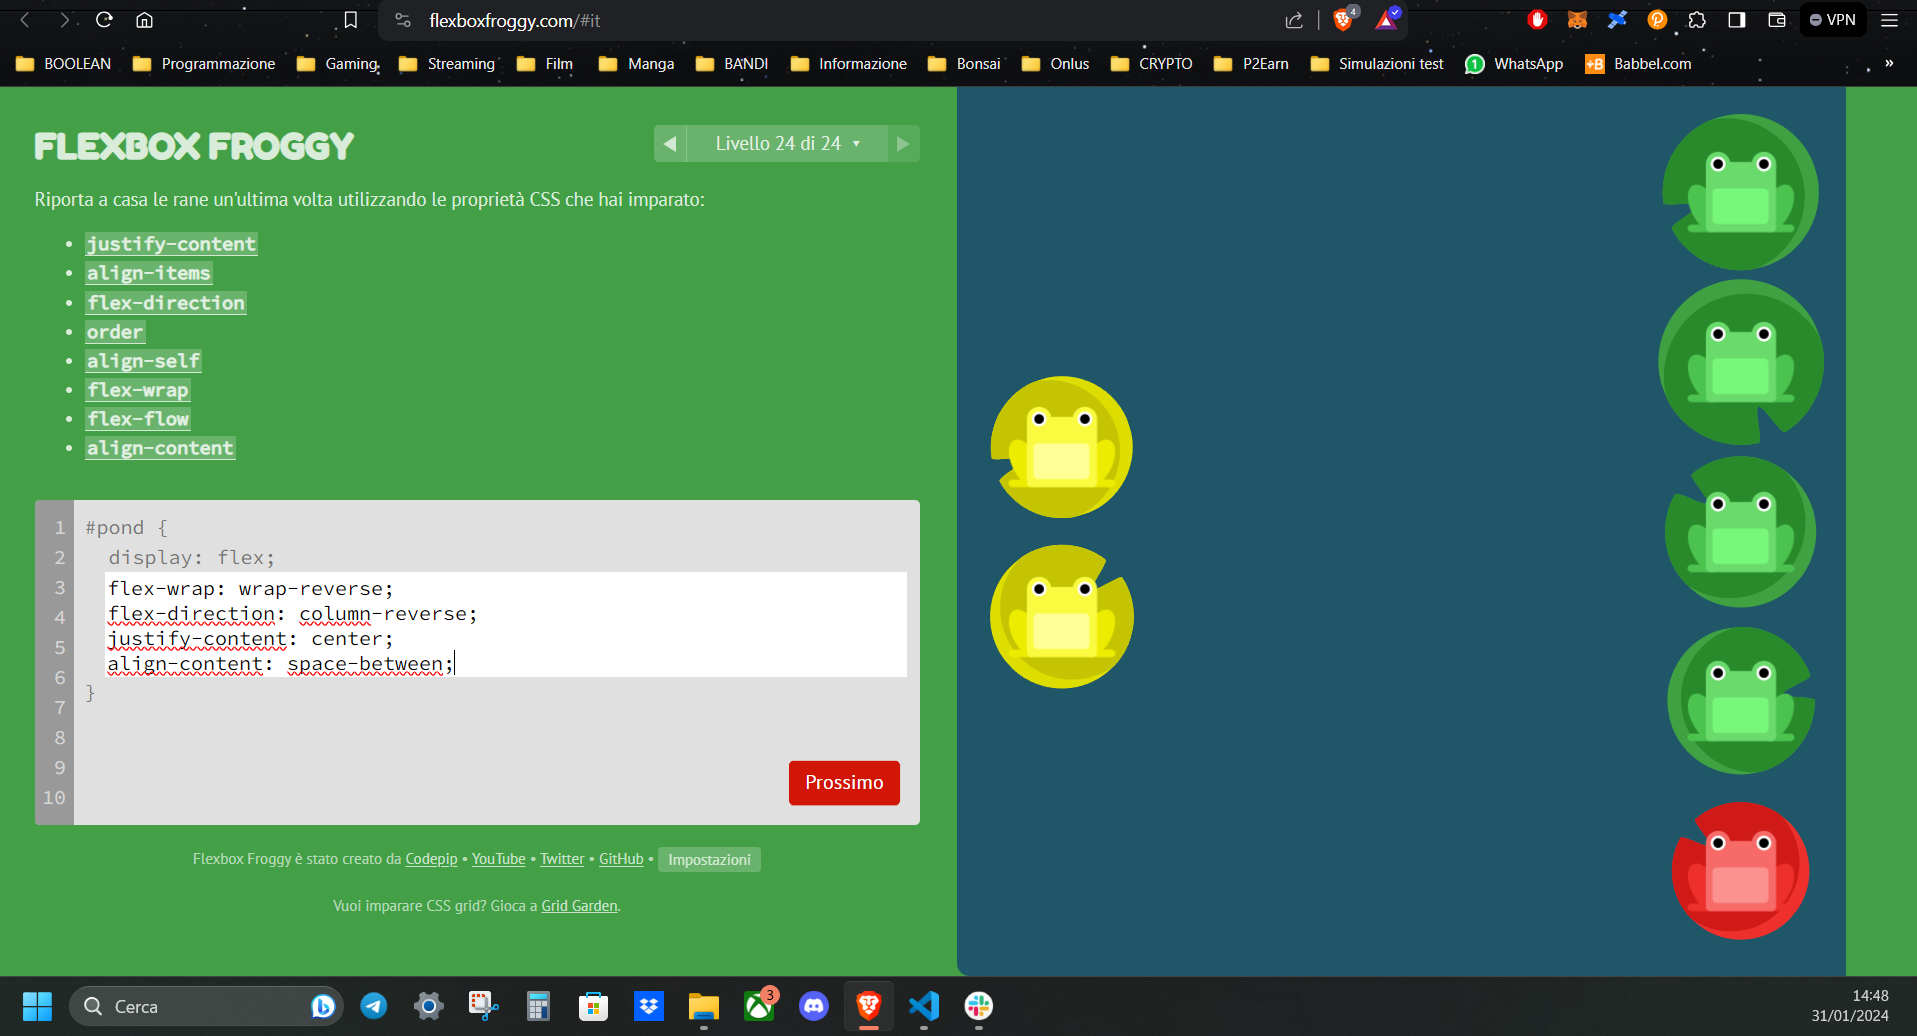 flexboxfroggy.com/#it
4
VPN
BOOLEAN
Programmazione
Gaming
Streaming
Film
Manga
BANDI
Informazione
Bonsai
Onlus
CRYPTO
P2Earn
Simulazioni test
1
WhatsApp
+B
Babbel.com
»
FLEXBOX FROGGY
◀ Livello 24 di 24 ▾ ▶
Riporta a casa le rane un'ultima volta utilizzando le proprietà CSS che hai imparato:
• justify-content
• align-items
• flex-direction
• order
• align-self
• flex-wrap
• flex-flow
• align-content
1 #pond {
2 display: flex;
3 flex-wrap: wrap-reverse;
4 flex-direction: column-reverse;
5 justify-content: center;
6 align-content: space-between;
7 }
8
9
10
Prossimo
Flexbox Froggy è stato creato da Codepip • YouTube • Twitter • GitHub • Impostazioni
Vuoi imparare CSS grid? Gioca a Grid Garden.
Cerca
3
14:48
31/01/2024